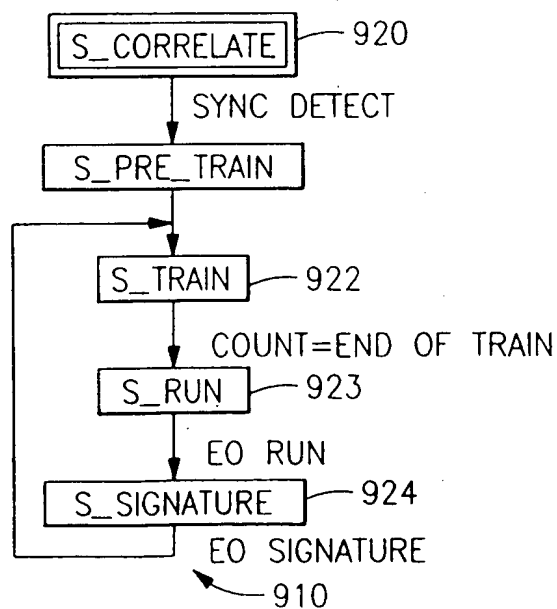 S_CORRELATE 920
SYNC DETECT
S_PRE_TRAIN
S_TRAIN 922
COUNT=END OF TRAIN
S_RUN 923
EO RUN
S_SIGNATURE 924
EO SIGNATURE
910